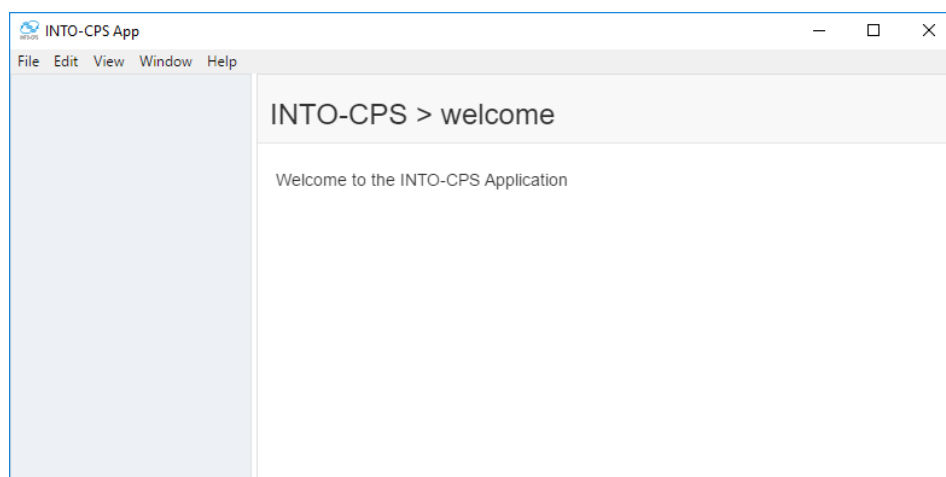 INTO-CPS App
File Edit View Window Help
INTO-CPS > welcome
Welcome to the INTO-CPS Application